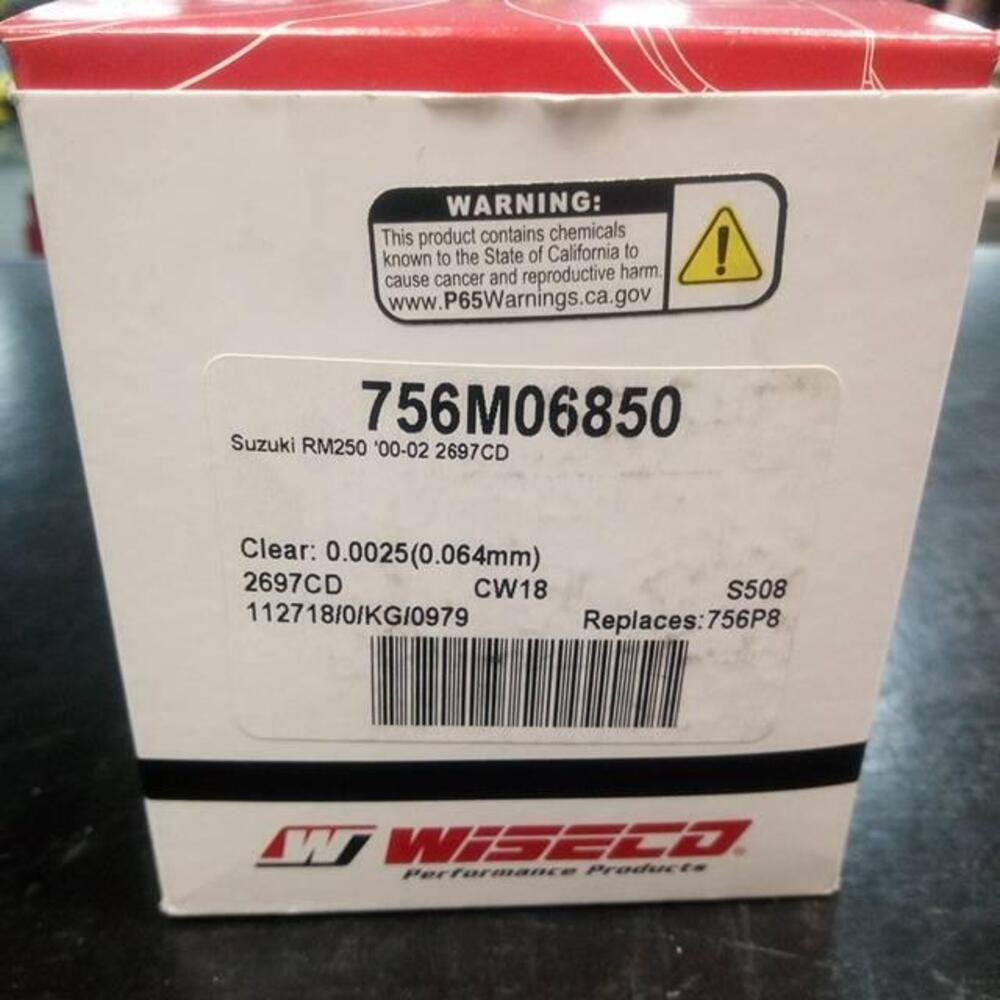 WARNING:
This product contains chemicals
known to the State of California to
cause cancer and reproductive harm.
www.P65Warnings.ca.gov
756M06850
Suzuki RM250 '00-02 2697CD
Clear: 0.0025(0.064mm)
2697CD CW18 S508
112718/0/KG/0979 Replaces:756P8
W WISECO
Performance Products